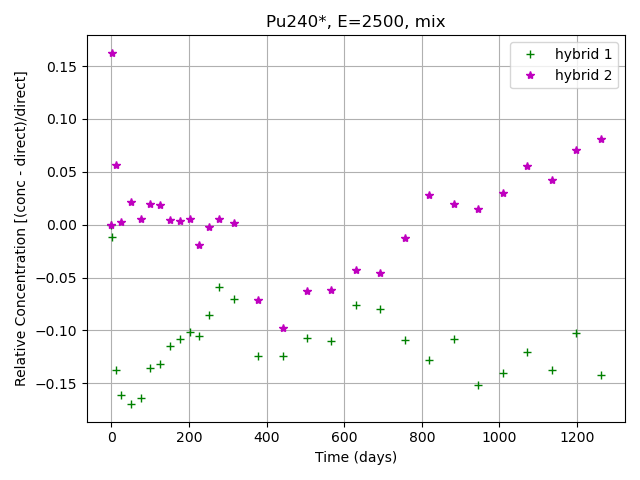 Pu240*, E=2500, mix
hybrid 1
hybrid 2
Relative Concentration [(conc - direct)/direct]
0.15
0.10
0.05
0.00
−0.05
−0.10
−0.15
0 200 400 600 800 1000 1200
Time (days)